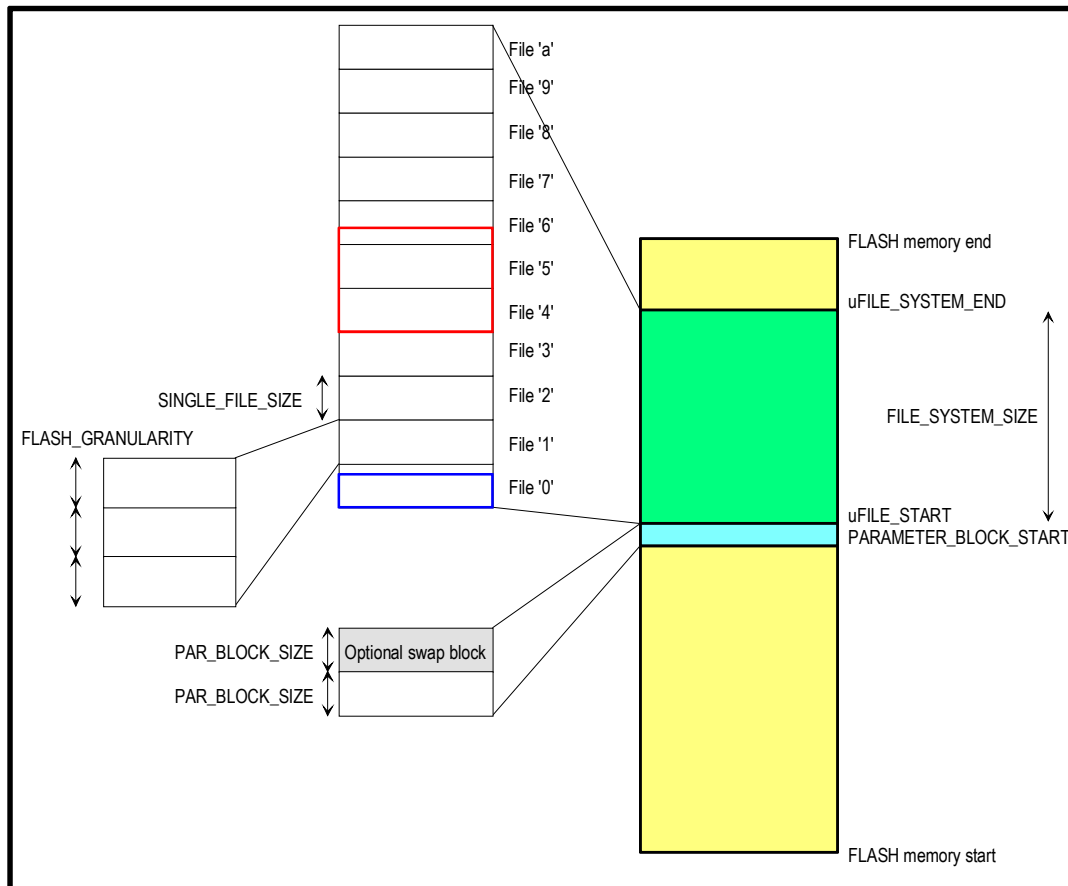 File 'a'
File '9'
File '8'
File '7'
File '6'
File '5'
File '4'
File '3'
File '2'
File '1'
File '0'
SINGLE_FILE_SIZE
FLASH_GRANULARITY
PAR_BLOCK_SIZE
Optional swap block
PAR_BLOCK_SIZE
FLASH memory end
uFILE_SYSTEM_END
FILE_SYSTEM_SIZE
uFILE_START
PARAMETER_BLOCK_START
FLASH memory start